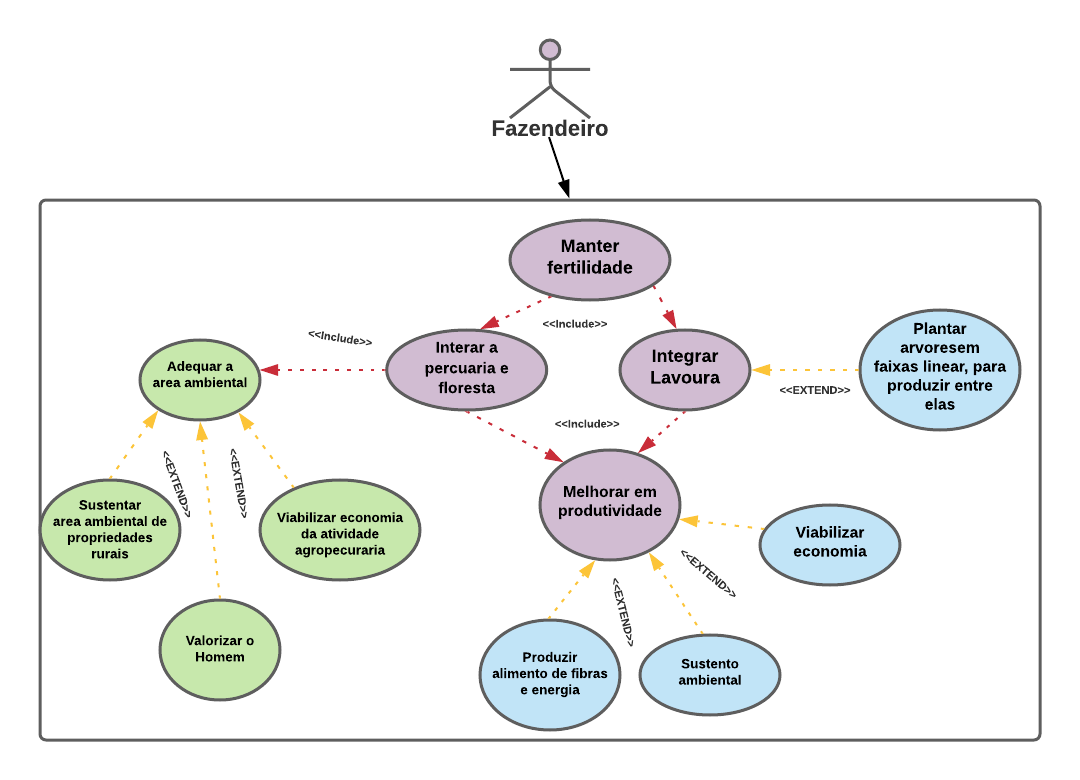 Fazendeiro
Manter
fertilidade
<<Include>>
<<Include>>
Interar a
percuaria e
floresta
Integrar
Lavoura
Plantar
arvoresem
faixas linear, para
produzir entre
elas
<<EXTEND>>
Adequar a
area ambiental
<<Include>>
<<EXTEND>>
<<EXTEND>>
Sustentar
area ambiental de
propriedades
rurais
Viabilizar economia
da atividade
agropecuraria
Valorizar o
Homem
Melhorar em
produtividade
Viabilizar
economia
<<EXTEND>>
<<EXTEND>>
Produzir
alimento de fibras
e energia
Sustento
ambiental